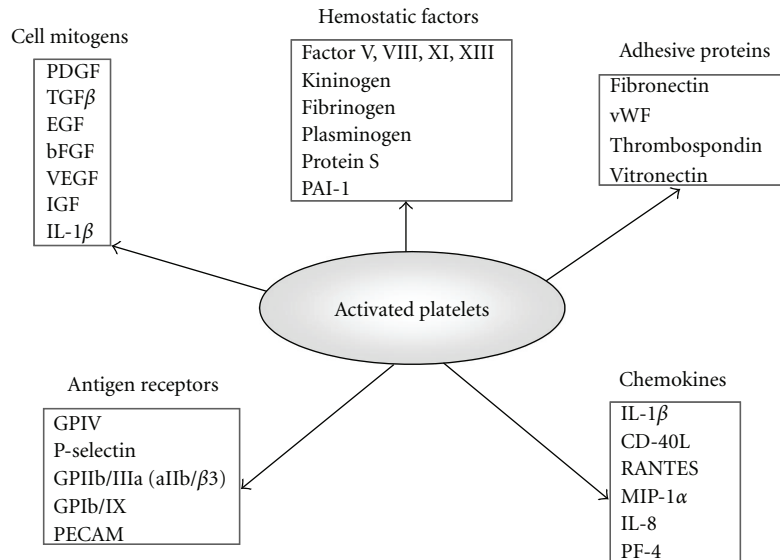 Hemostatic factors
Factor V, VIII, XI, XIII
Kininogen
Fibrinogen
Plasminogen
Protein S
PAI-1
Cell mitogens
PDGF
TGFβ
EGF
bFGF
VEGF
IGF
IL-1β
Adhesive proteins
Fibronectin
vWF
Thrombospondin
Vitronectin
Activated platelets
Antigen receptors
GPIV
P-selectin
GPIIb/IIIa (aIIb/β3)
GPIb/IX
PECAM
Chemokines
IL-1β
CD-40L
RANTES
MIP-1α
IL-8
PF-4